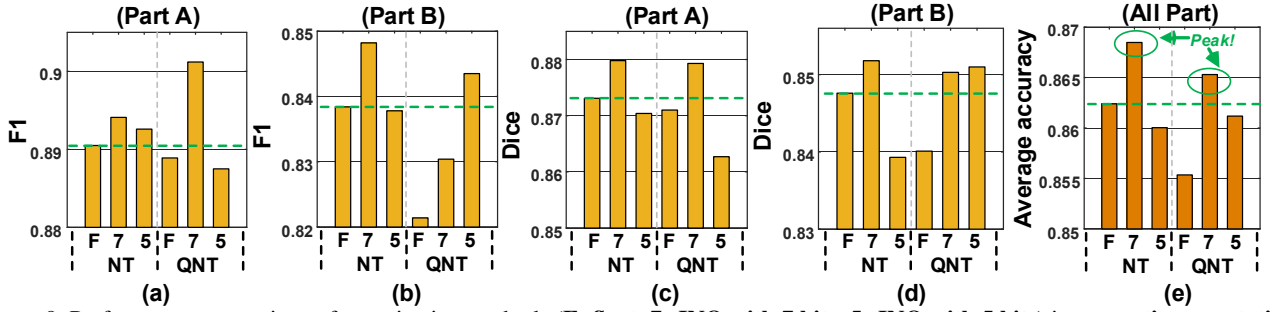 (Part A) (Part B) (Part A) (Part B) (All Part)
F1
0.9
0.89
0.88
F 7 5 F 7 5
NT QNT
(a)
F1
0.85
0.84
0.83
0.82
F 7 5 F 7 5
NT QNT
(b)
Dice
0.88
0.87
0.86
0.85
F 7 5 F 7 5
NT QNT
(c)
Dice
0.85
0.84
0.83
F 7 5 F 7 5
NT QNT
(d)
Average accuracy
0.87
0.865
0.86
0.855
0.85
Peak!
F 7 5 F 7 5
NT QNT
(e)